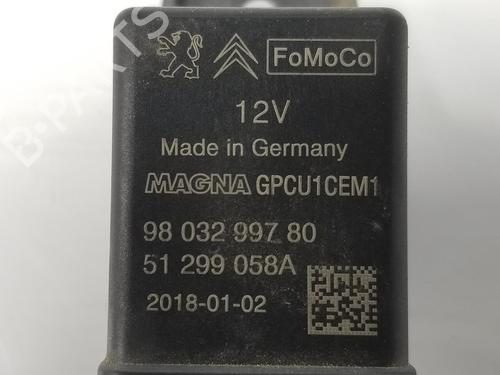 FoMoCo
12V
Made in Germany
MAGNA GPCU1CEM1
98 032 997 80
51 299 058A
2018-01-02
B-PARTS